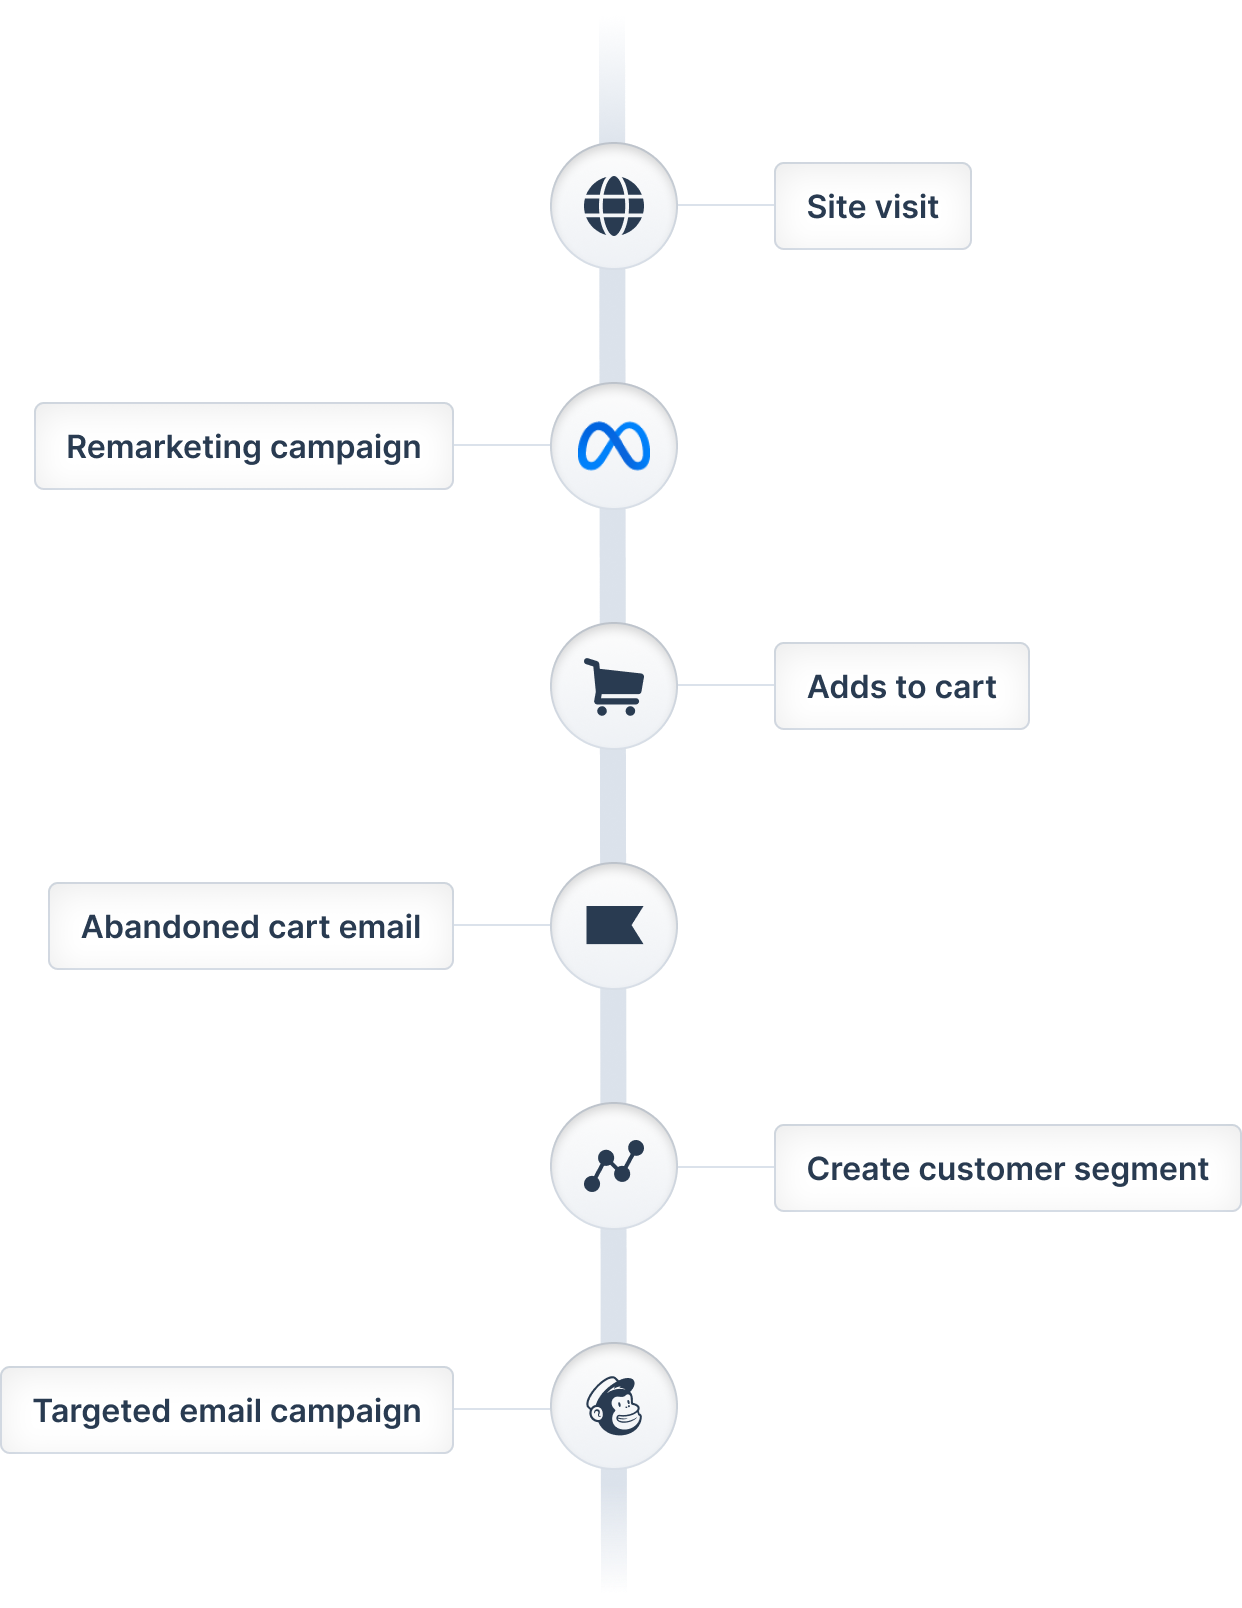 Site visit
Remarketing campaign
Adds to cart
Abandoned cart email
Create customer segment
Targeted email campaign